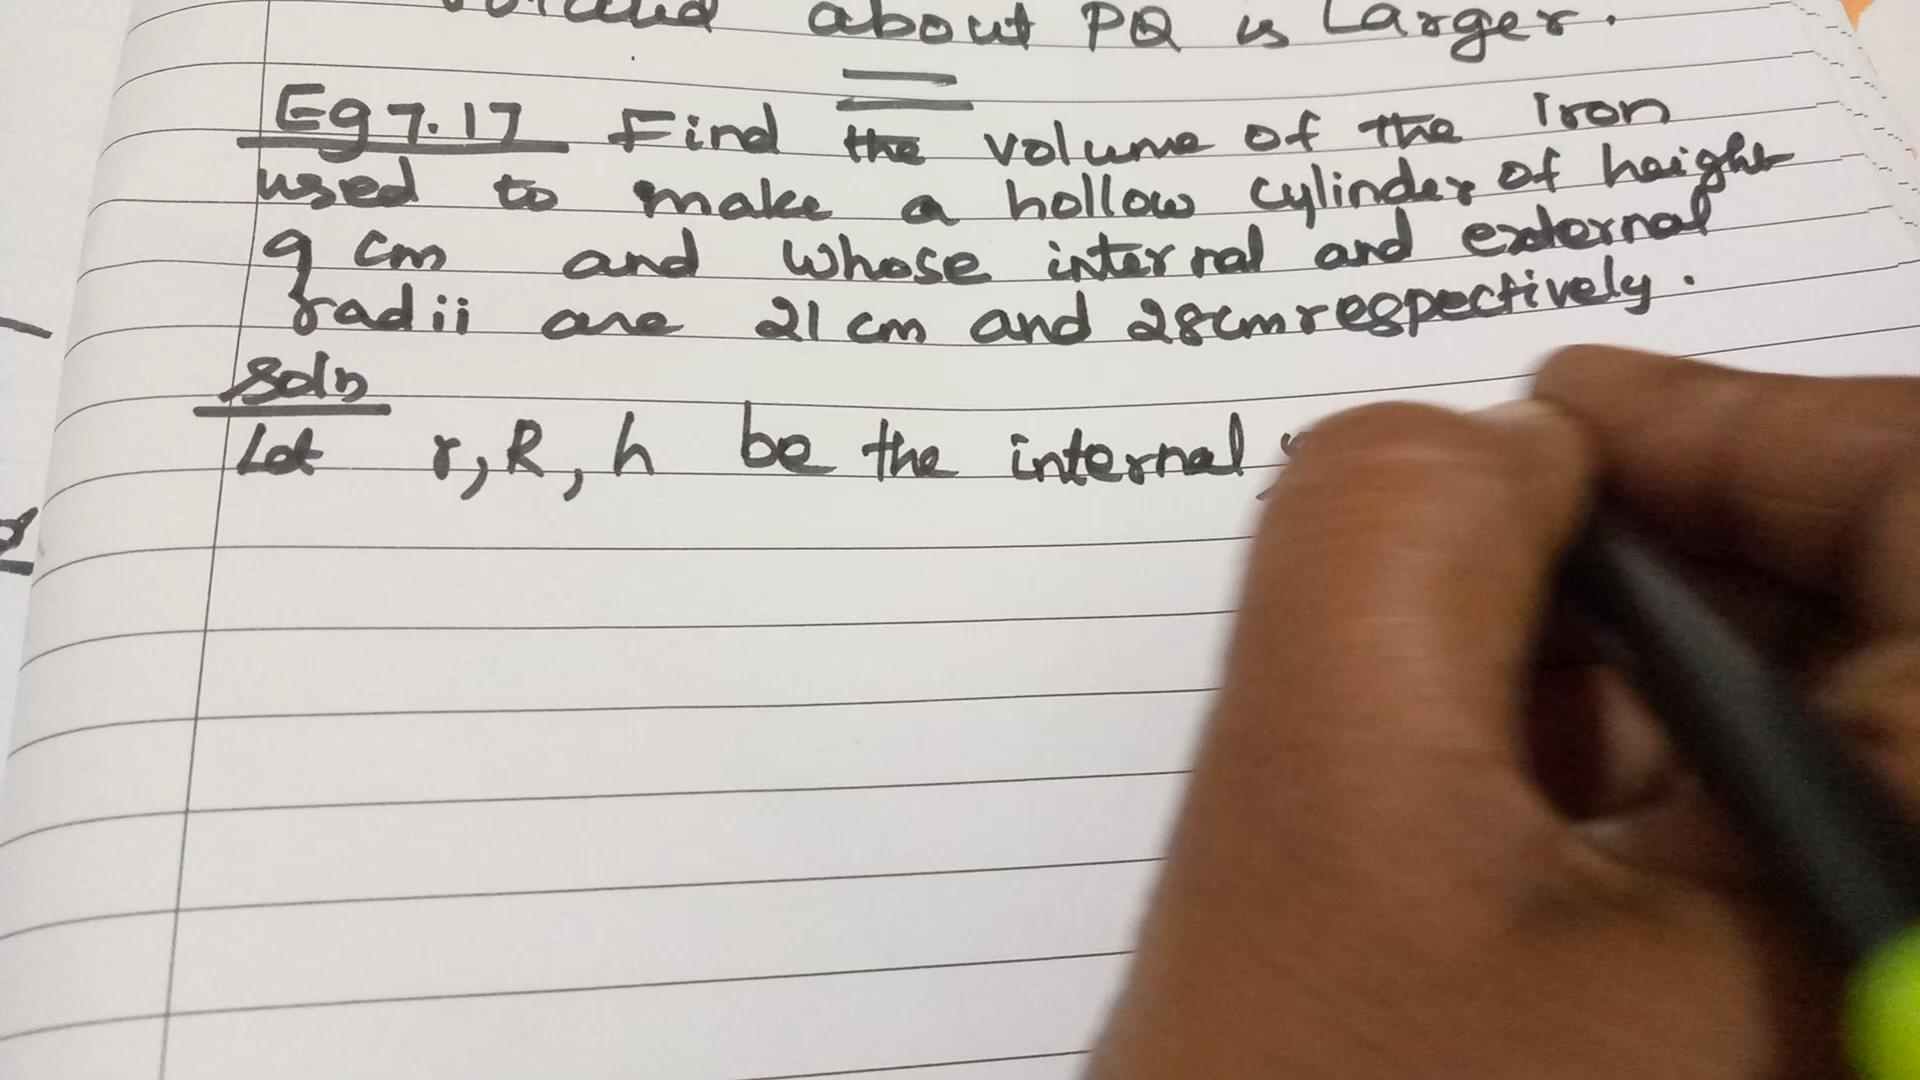 about PQ is Larger.
Eg 7.17 Find the volume of the Iron
used to make a hollow cylinder of height
9 cm and whose internal and external
radii are 21 cm and 28cm respectively.
Soln
Let r, R, h be the internal,